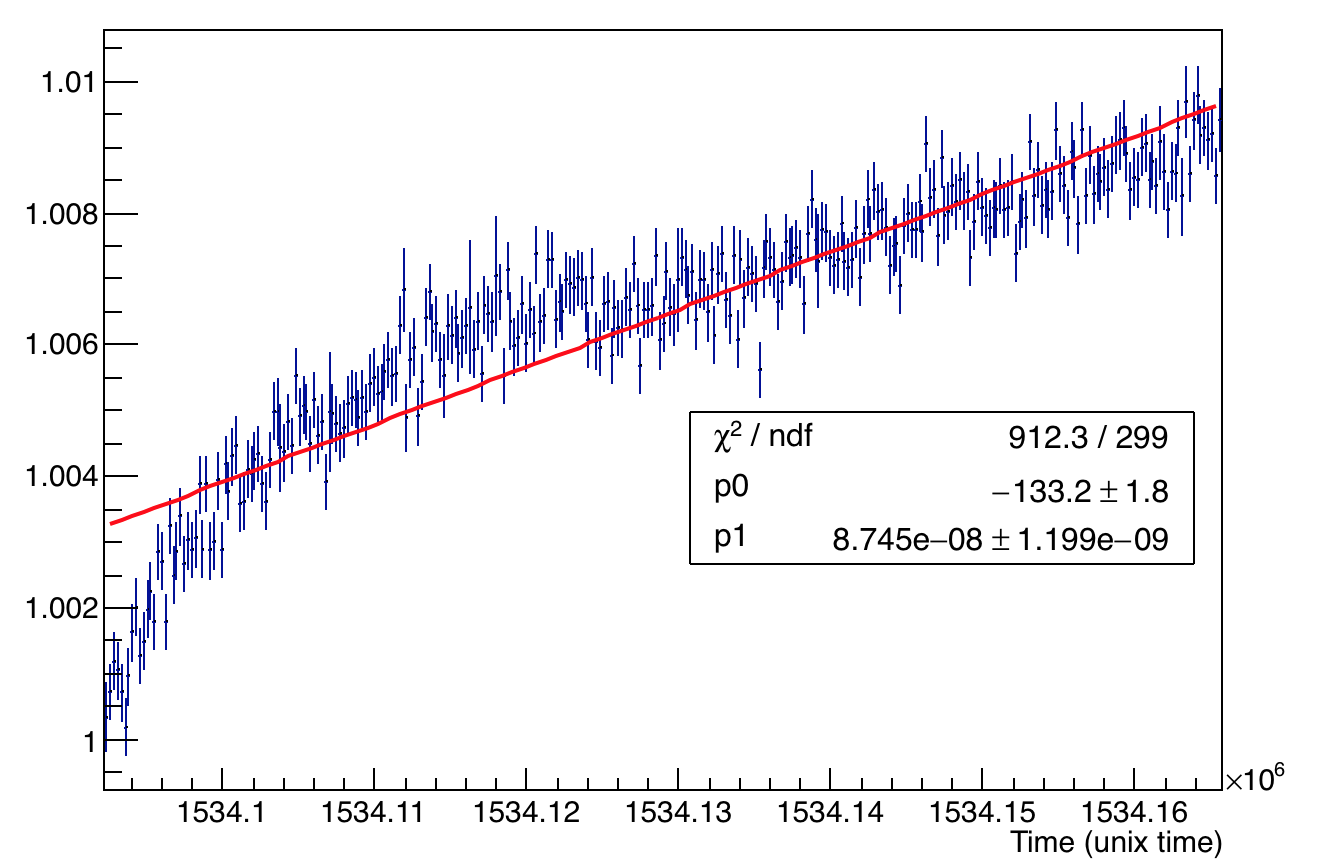 1.01
1.008
1.006
1.004
1.002
1
χ² / ndf 912.3 / 299
p0 −133.2 ± 1.8
p1 8.745e−08 ± 1.199e−09
1534.1 1534.11 1534.12 1534.13 1534.14 1534.15 1534.16 ×10⁶
Time (unix time)